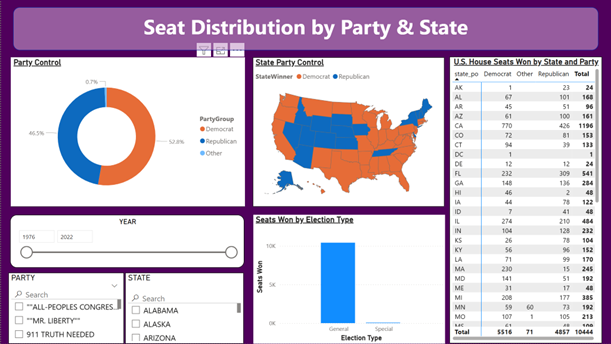 Seat Distribution by Party & State
Party Control
0.7%
46.5%
52.8%
PartyGroup
Democrat
Republican
Other
State Party Control
StateWinner Democrat Republican
U.S. House Seats Won by State and Party
state_po Democrat Other Republican Total
AK 1 23 24
AL 67 101 168
AR 45 51 96
AZ 61 100 161
CA 770 426 1196
CO 72 81 153
CT 94 39 133
DC 1 1
DE 12 12 24
FL 232 309 541
GA 148 136 284
HI 46 2 48
IA 44 78 122
ID 7 41 48
IL 274 210 484
IN 104 128 232
KS 26 78 104
KY 56 96 152
LA 71 99 170
MA 230 15 245
MD 141 51 192
ME 31 17 48
MI 208 177 385
MN 59 60 73 192
MO 107 1 105 213
Total 5516 71 4857 10444
YEAR
1976 2022
PARTY
Search
""ALL-PEOPLES CONGRES...
""MR. LIBERTY""
911 TRUTH NEEDED
STATE
Search
ALABAMA
ALASKA
ARIZONA
Seats Won by Election Type
Seats Won
10K
5K
0K
General Special
Election Type